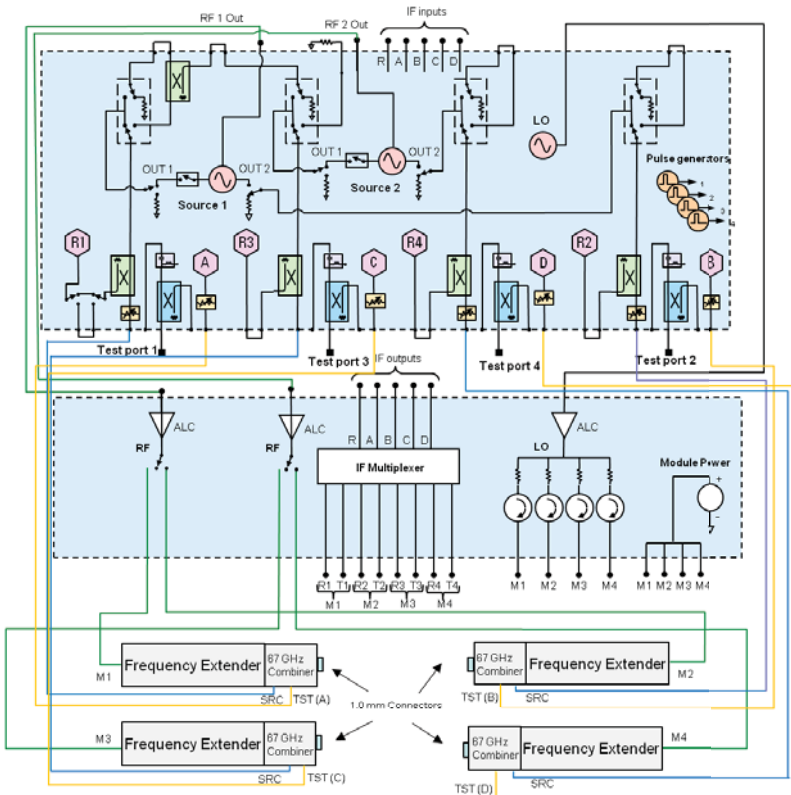 RF 1 Out
RF 2 Out
IF inputs
R A B C D
LO
OUT 1
OUT 2
Source 1
OUT 1
OUT 2
Source 2
Pulse generators
1
2
3
R1
A
R3
C
R4
D
R2
B
Test port 1
Test port 3
Test port 4
Test port 2
IF outputs
ALC
RF
ALC
RF
R A B C D
IF Multiplexer
LO
ALC
Module Power
+
-
R1 T1 R2 T2 R3 T3 R4 T4
M1 M2 M3 M4
M1 M2 M3 M4
M1 M2 M3 M4
Frequency Extender
67 GHz
Combiner
M1
SRC
TST (A)
67 GHz
Combiner
Frequency Extender
M2
TST (B)
SRC
1.0 mm Connectors
M3
Frequency Extender
67 GHz
Combiner
SRC
TST (C)
67 GHz
Combiner
Frequency Extender
M4
TST (D)
SRC